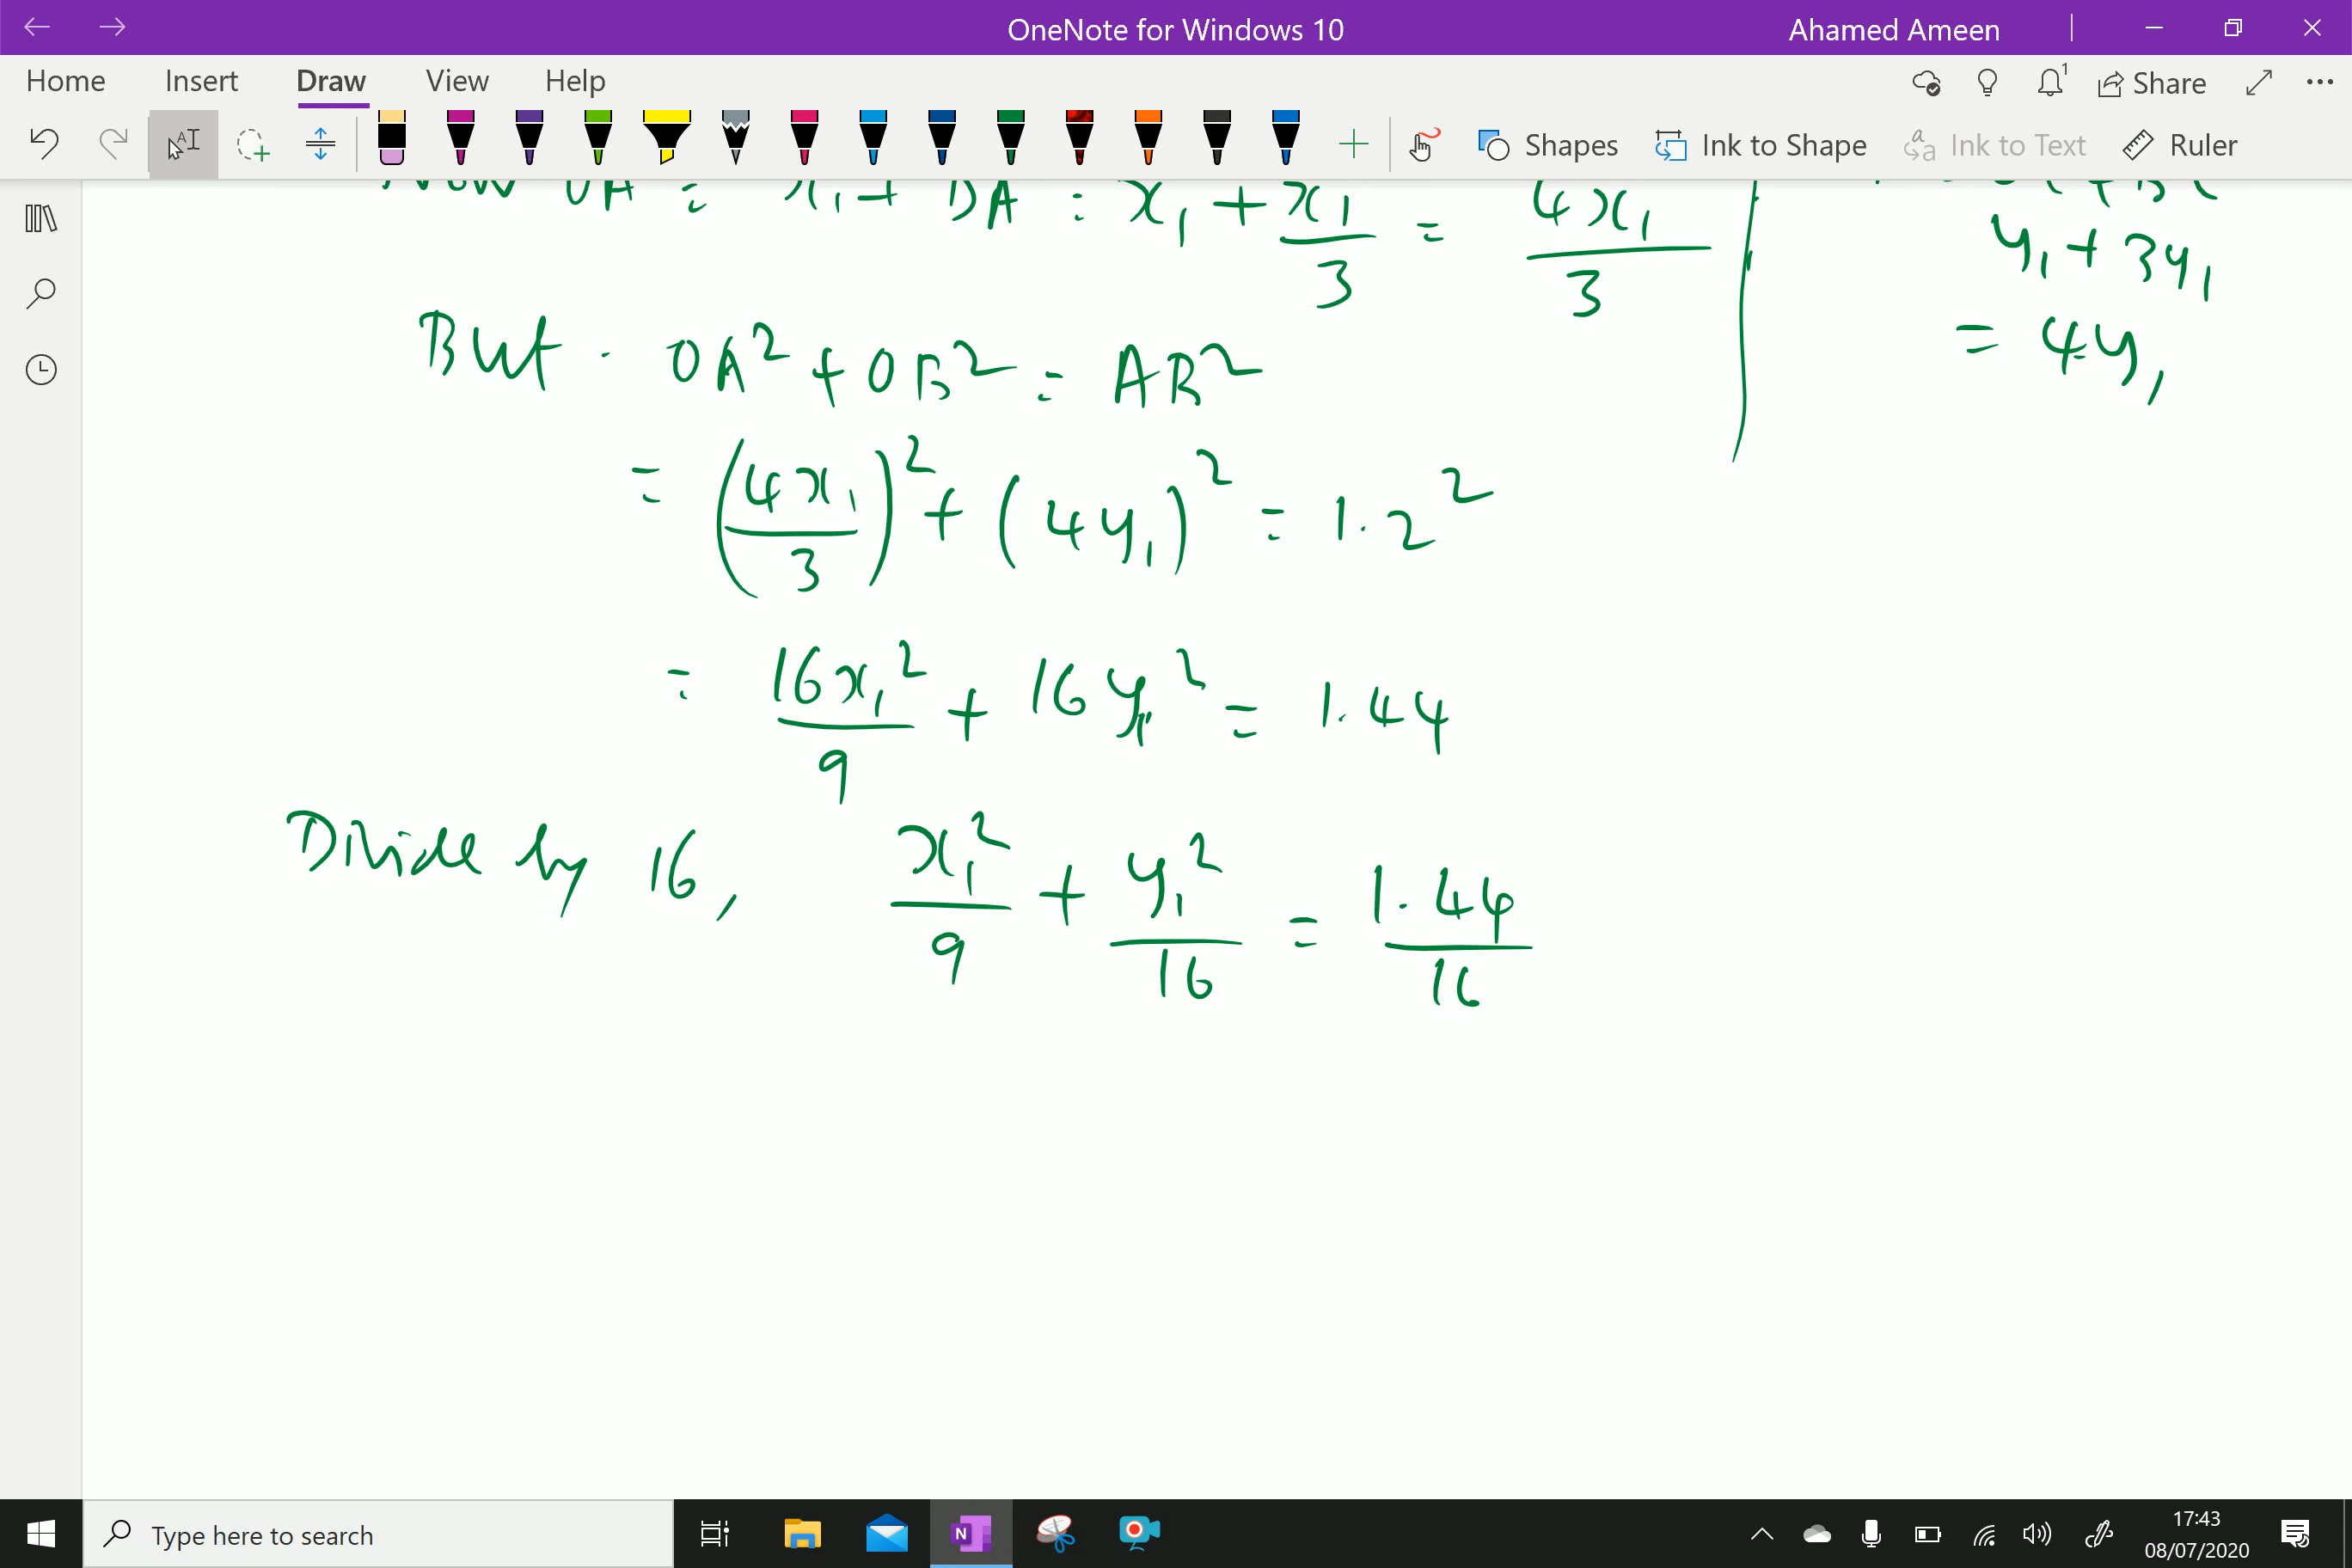 OneNote for Windows 10
Ahamed Ameen
Home Insert Draw View Help
1 Share
Shapes Ink to Shape Ink to Text Ruler
Now OA = x₁ + DA = x₁ + x₁/3 = 4x₁/3
y₁ + 3y₁
= 4y₁
But · OA² + OB² = AB²
= (4x₁/3)² + (4y₁)² = 1.2²
= 16x₁²/9 + 16y₁² = 1.44
Divide by 16, x₁²/9 + y₁²/16 = 1.44/16
Type here to search
17:43
08/07/2020